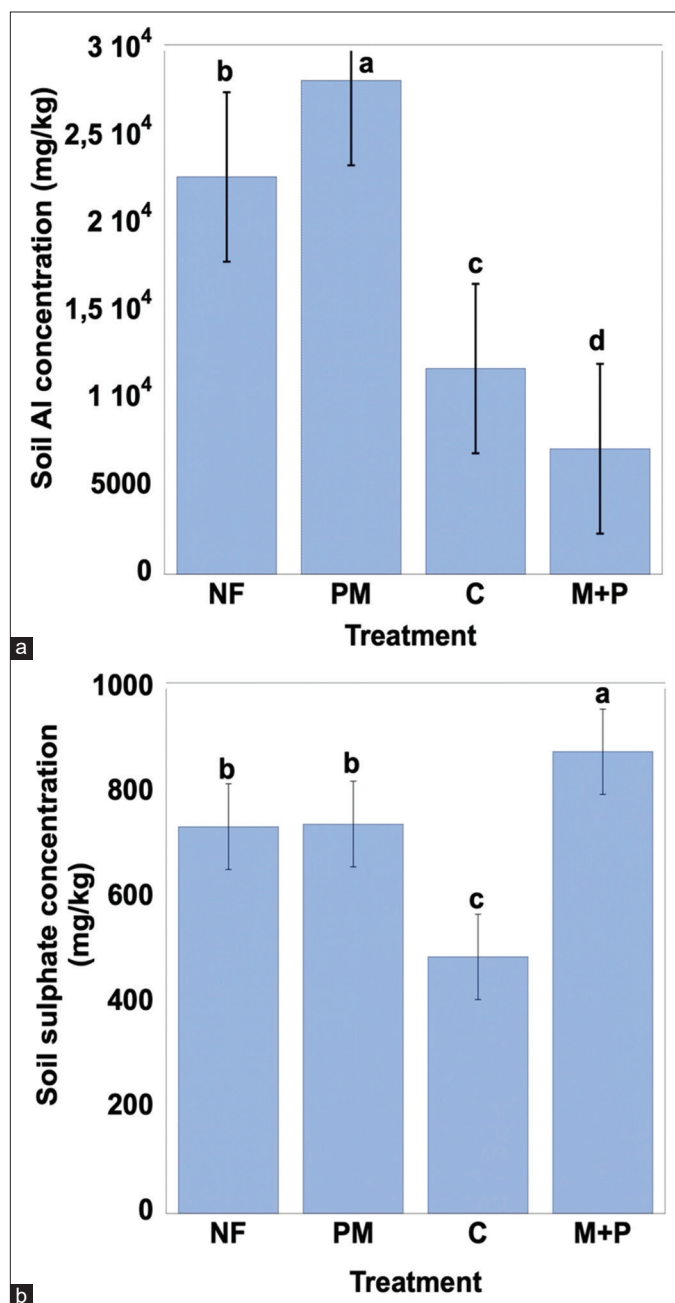 Soil Al concentration (mg/kg)
3 10⁴
2,5 10⁴
2 10⁴
1,5 10⁴
1 10⁴
5000
0
b
a
c
d
NF PM C M+P
Treatment
a
Soil sulphate concentration
(mg/kg)
1000
800
600
400
200
0
b
b
c
a
NF PM C M+P
Treatment
b